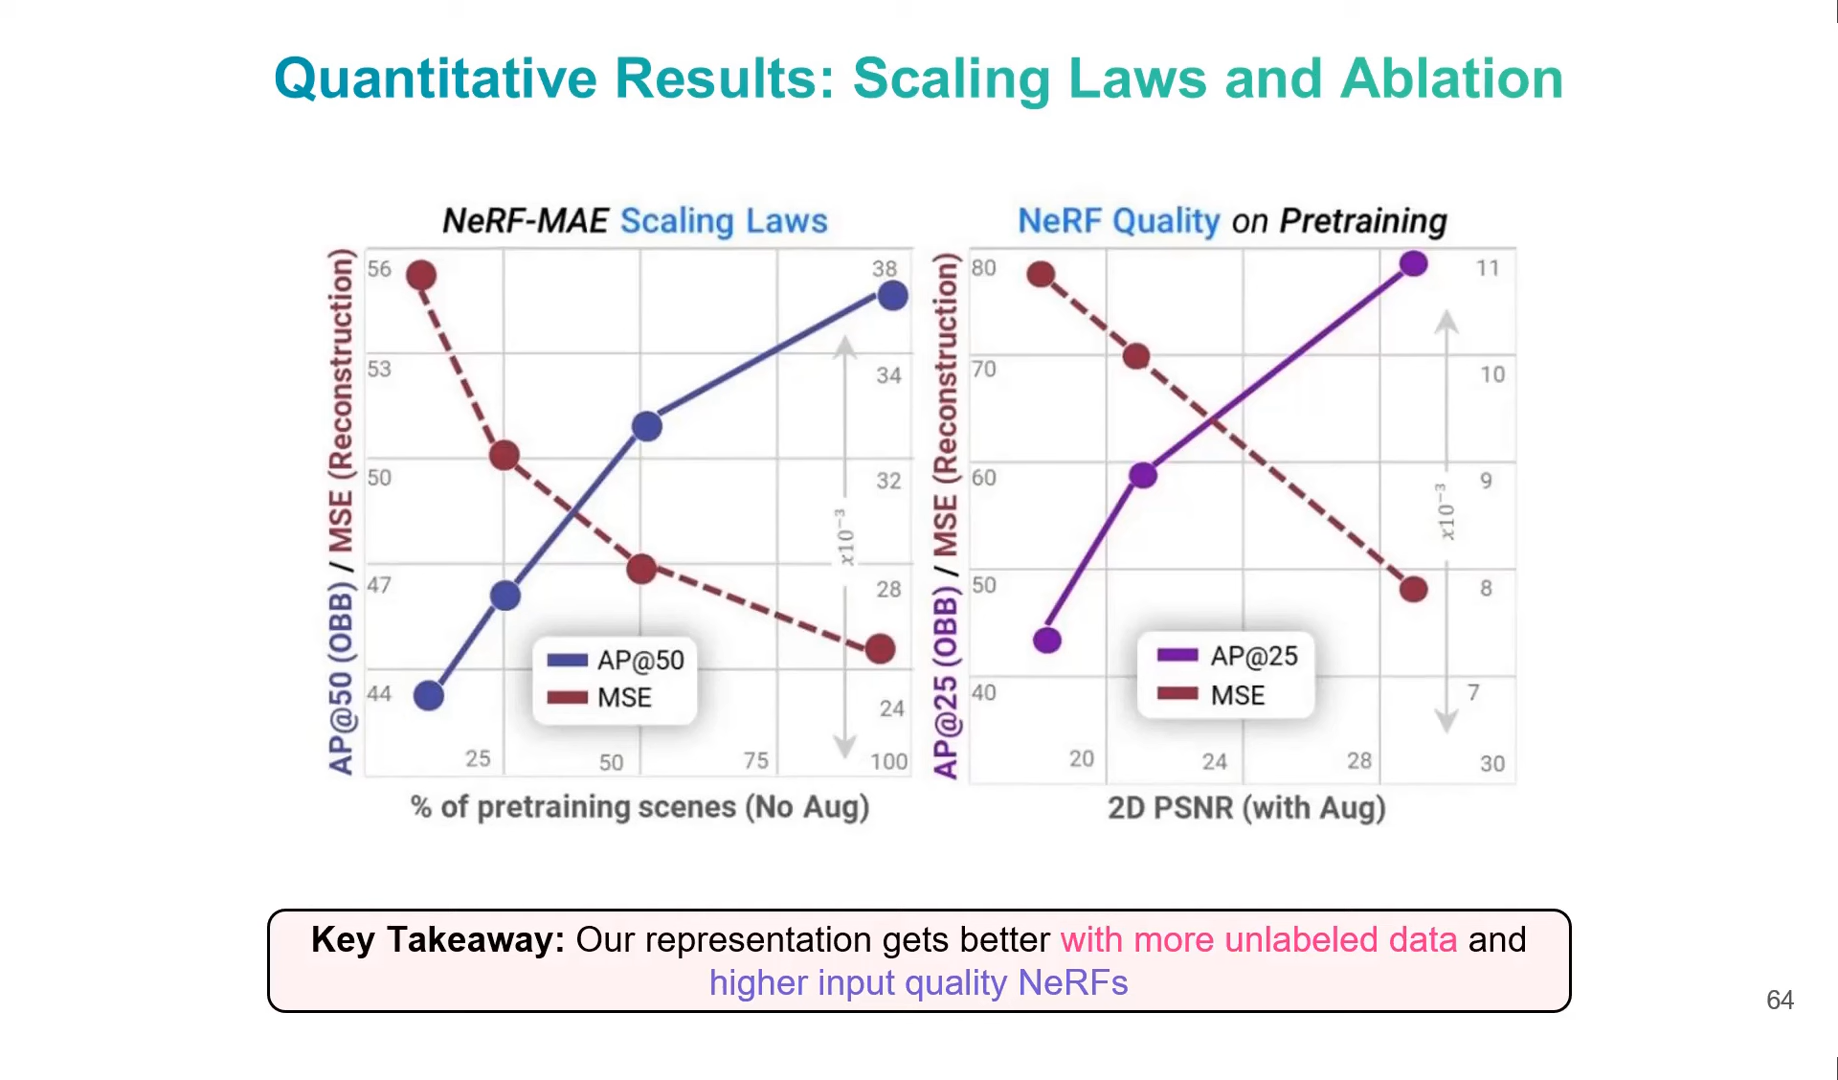 Quantitative Results: Scaling Laws and Ablation
NeRF-MAE Scaling Laws
AP@50 (OBB) / MSE (Reconstruction)
56
53
50
47
44
38
34
32
28
24
x10⁻³
AP@50
MSE
25
50
75
100
% of pretraining scenes (No Aug)
NeRF Quality on Pretraining
AP@25 (OBB) / MSE (Reconstruction)
80
70
60
50
40
11
10
9
8
7
x10⁻³
AP@25
MSE
20
24
28
30
2D PSNR (with Aug)
Key Takeaway: Our representation gets better with more unlabeled data and
higher input quality NeRFs
64